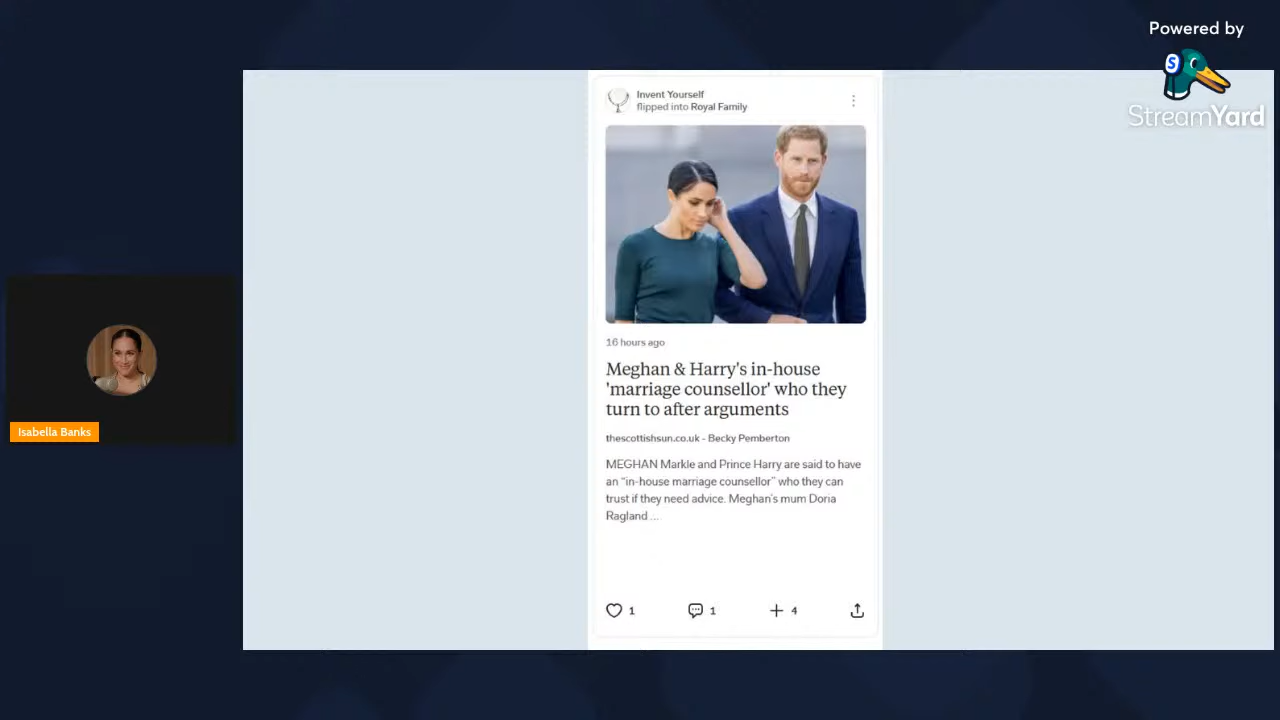 Powered by
StreamYard
Invent Yourself
flipped into Royal Family
16 hours ago
Meghan & Harry's in-house
'marriage counsellor' who they
turn to after arguments
thescottishsun.co.uk - Becky Pemberton
MEGHAN Markle and Prince Harry are said to have
an “in-house marriage counsellor” who they can
trust if they need advice. Meghan’s mum Doria
Ragland ...
1
1
4
Isabella Banks